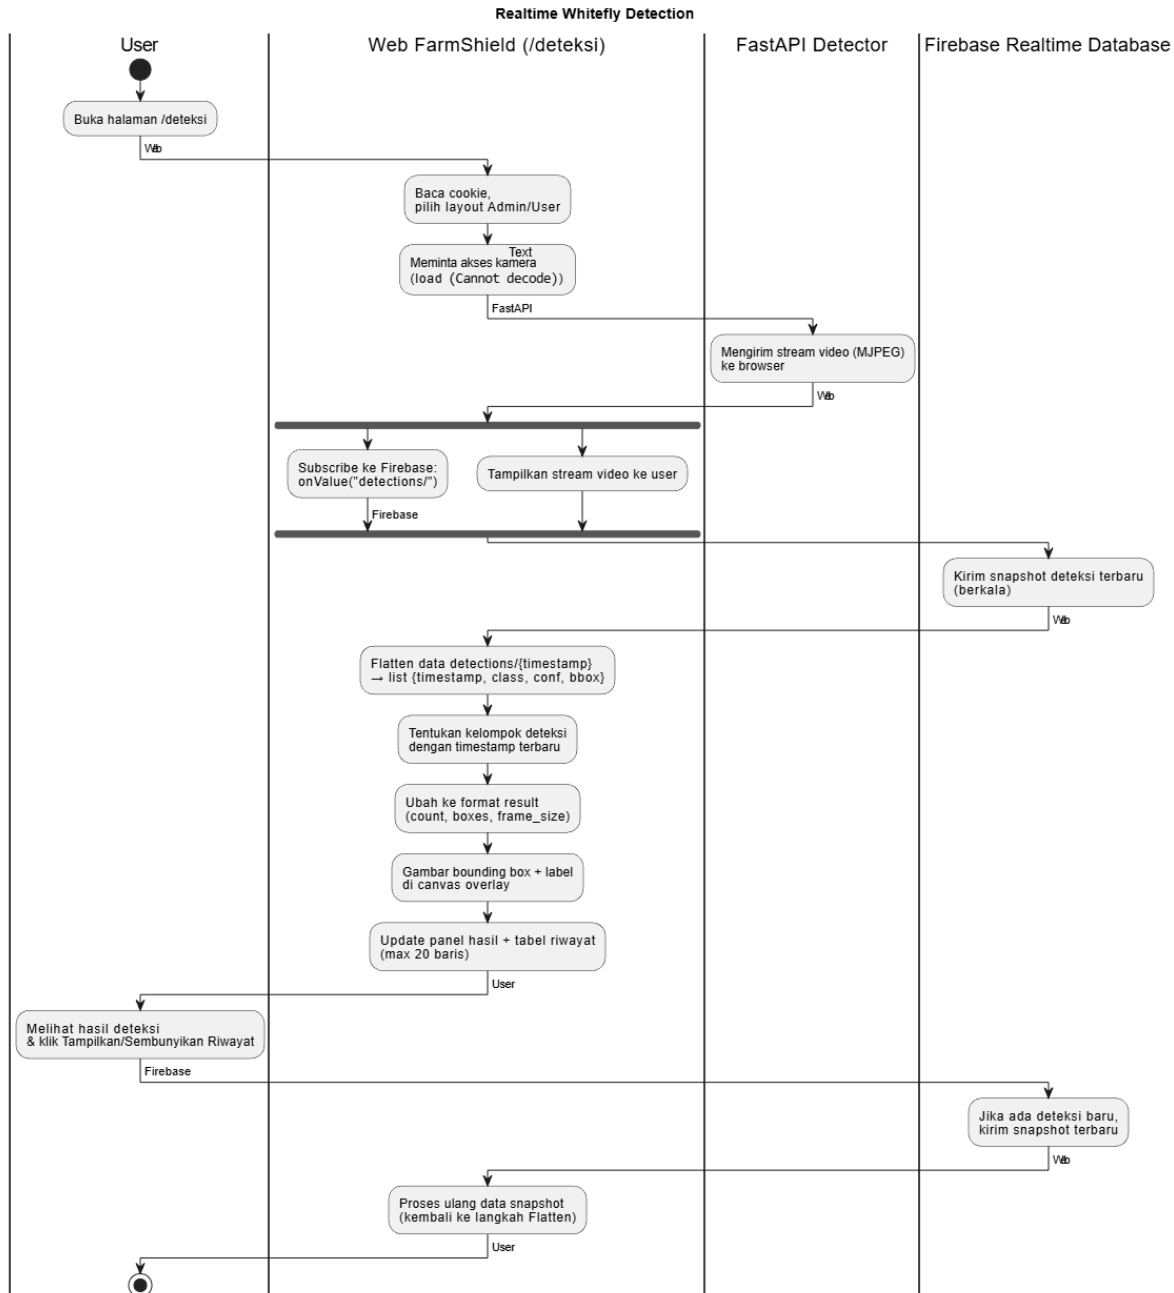 Realtime Whitefly Detection
User
Web FarmShield (/deteksi)
FastAPI Detector
Firebase Realtime Database
Buka halaman /deteksi
Web
Baca cookie,
pilih layout Admin/User
Text
Meminta akses kamera
(load (Cannot decode))
FastAPI
Mengirim stream video (MJPEG)
ke browser
Web
Subscribe ke Firebase:
onValue("detections/")
Tampilkan stream video ke user
Firebase
Kirim snapshot deteksi terbaru
(berkala)
Web
Flatten data detections/{timestamp}
→ list {timestamp, class, conf, bbox}
Tentukan kelompok deteksi
dengan timestamp terbaru
Ubah ke format result
(count, boxes, frame_size)
Gambar bounding box + label
di canvas overlay
Update panel hasil + tabel riwayat
(max 20 baris)
User
Melihat hasil deteksi
& klik Tampilkan/Sembunyikan Riwayat
Firebase
Jika ada deteksi baru,
kirim snapshot terbaru
Web
Proses ulang data snapshot
(kembali ke langkah Flatten)
User